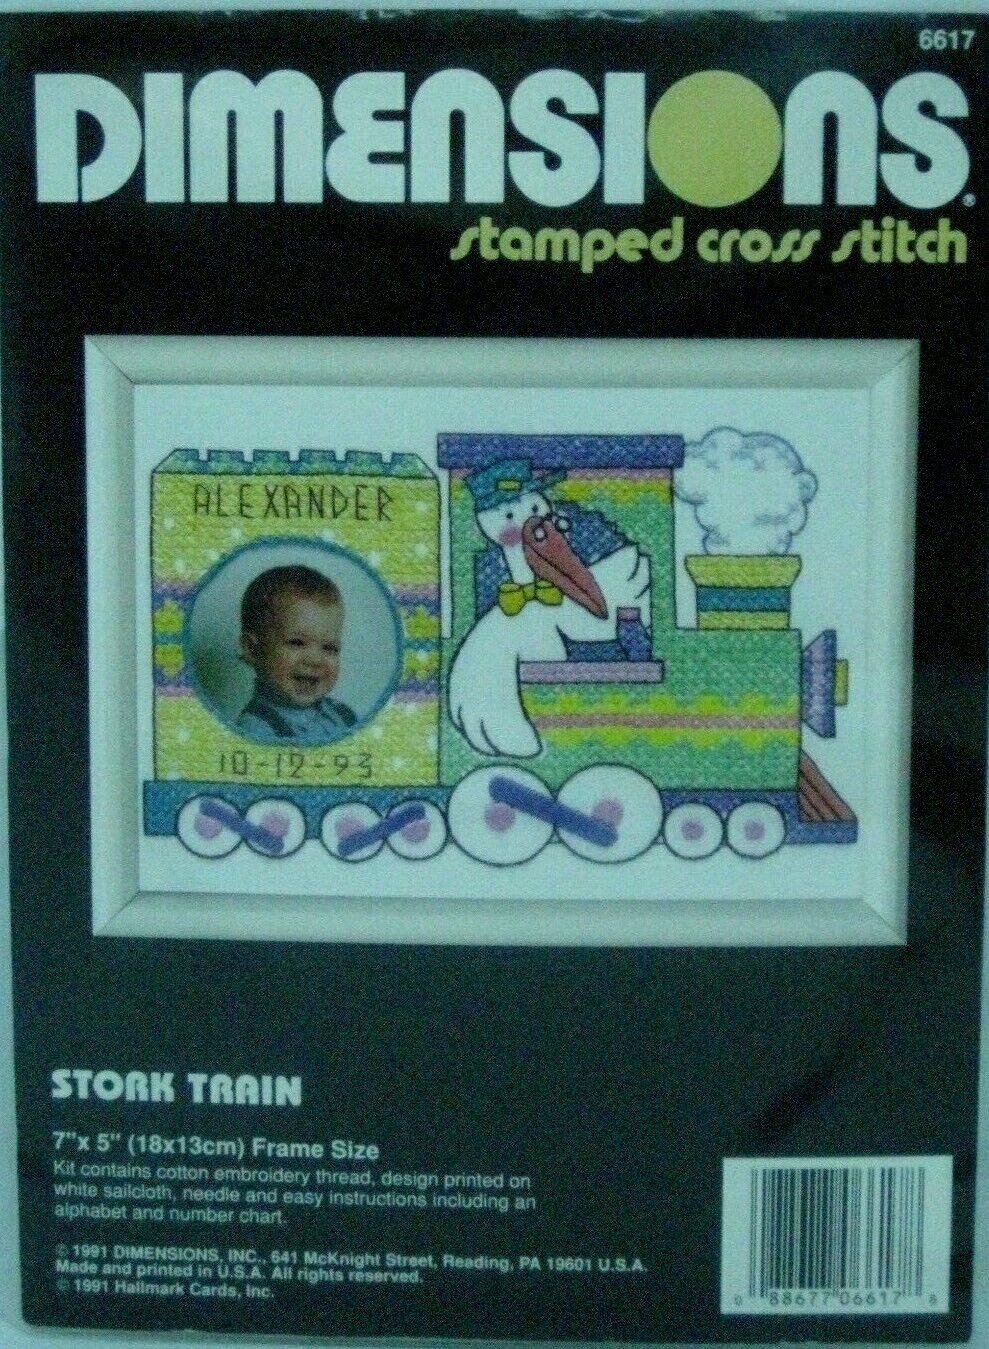 6617
DIMENSIONS®
stamped cross stitch
ALEXANDER
10-12-93
STORK TRAIN
7"x 5" (18x13cm) Frame Size
Kit contains cotton embroidery thread, design printed on
white sailcloth, needle and easy instructions including an
alphabet and number chart.
© 1991 DIMENSIONS, INC., 641 McKnight Street, Reading, PA 19601 U.S.A.
Made and printed in U.S.A. All rights reserved.
© 1991 Hallmark Cards, Inc.
0 88677 06617 8